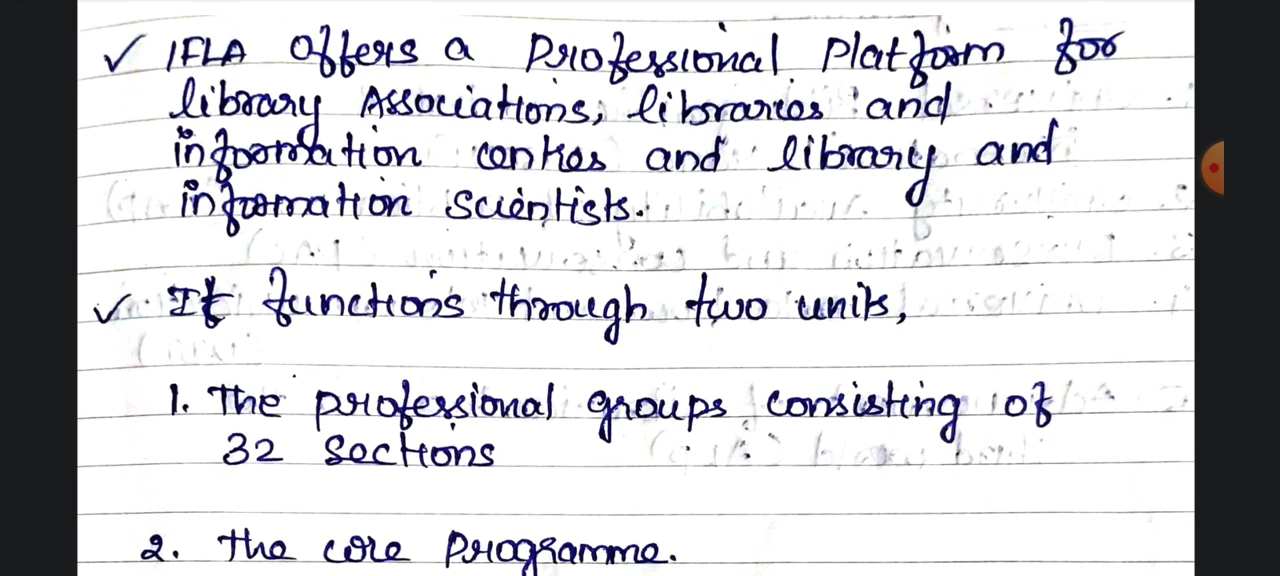 ✓ IFLA offers a Professional Platform for
library Associations, libraries and
information centres and library and
information scientists.
✓ It functions through two units,
1. The professional groups consisting of
32 sections
2. The core Programme.